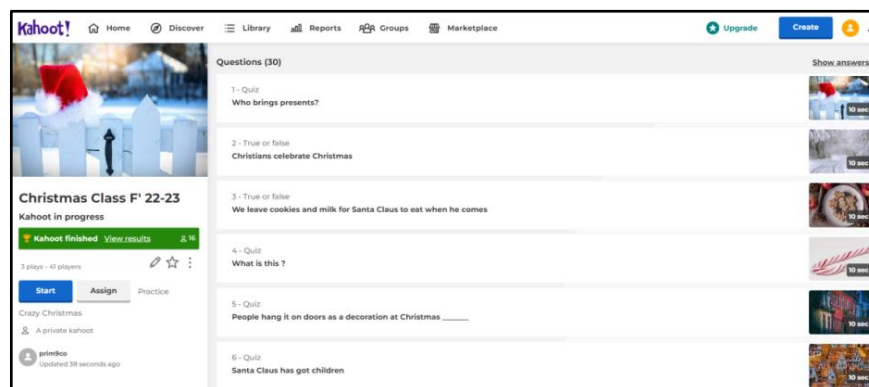 Kahoot!
Home
Discover
Library
Reports
Groups
Marketplace
Upgrade
Create
Christmas Class F' 22-23
Kahoot in progress
Kahoot finished View results 16
3 plays - 41 players
Start
Assign
Practice
Crazy Christmas
A private kahoot
prim9co
Updated 38 seconds ago
Questions (30)
Show answers
1 - Quiz
Who brings presents?
10 sec
2 - True or false
Christians celebrate Christmas
10 sec
3 - True or false
We leave cookies and milk for Santa Claus to eat when he comes
10 sec
4 - Quiz
What is this ?
10 sec
5 - Quiz
People hang it on doors as a decoration at Christmas ______
10 sec
6 - Quiz
Santa Claus has got children
10 sec